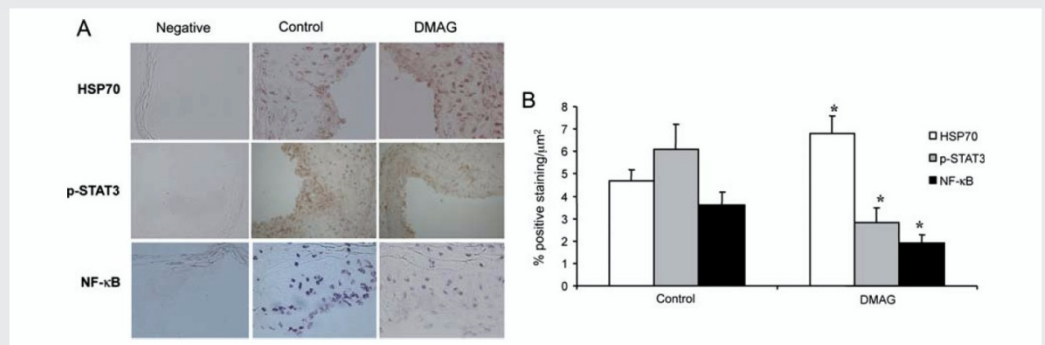 A
Negative Control DMAG
HSP70
p-STAT3
NF-κB
B
% positive staining/µm²
8
7
6
5
4
3
2
1
0
*
*
*
HSP70
p-STAT3
NF-κB
Control DMAG